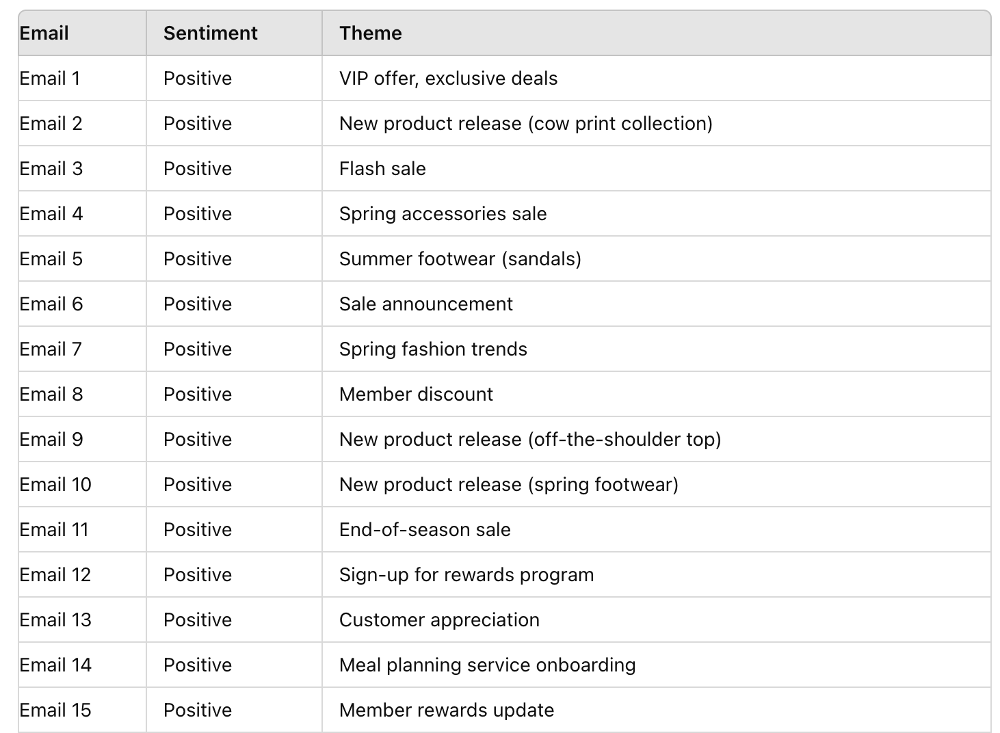 Email Sentiment Theme
Email 1 Positive VIP offer, exclusive deals
Email 2 Positive New product release (cow print collection)
Email 3 Positive Flash sale
Email 4 Positive Spring accessories sale
Email 5 Positive Summer footwear (sandals)
Email 6 Positive Sale announcement
Email 7 Positive Spring fashion trends
Email 8 Positive Member discount
Email 9 Positive New product release (off-the-shoulder top)
Email 10 Positive New product release (spring footwear)
Email 11 Positive End-of-season sale
Email 12 Positive Sign-up for rewards program
Email 13 Positive Customer appreciation
Email 14 Positive Meal planning service onboarding
Email 15 Positive Member rewards update